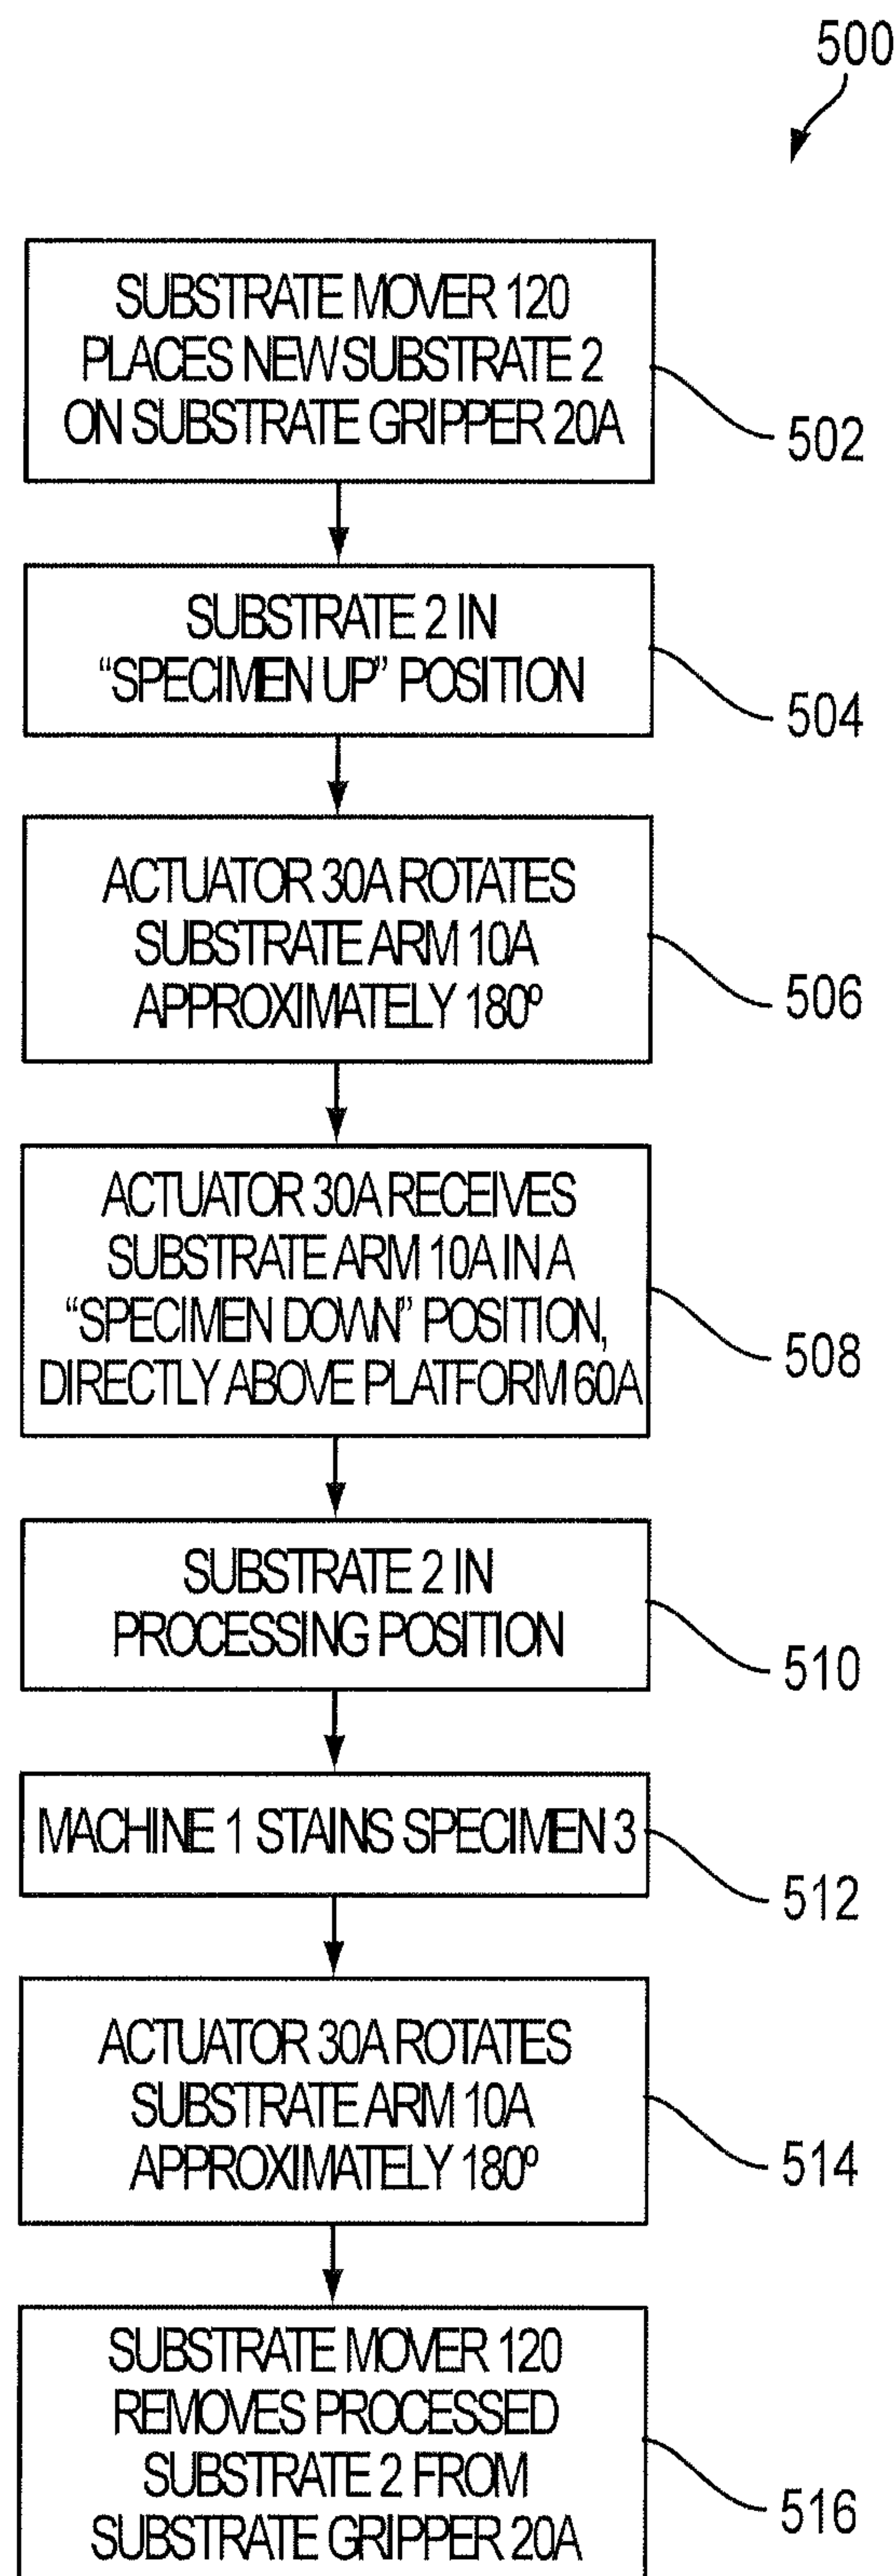 500
SUBSTRATE MOVER 120
PLACES NEW SUBSTRATE 2
ON SUBSTRATE GRIPPER 20A
502
SUBSTRATE 2 IN
“SPECIMEN UP” POSITION
504
ACTUATOR 30A ROTATES
SUBSTRATE ARM 10A
APPROXIMATELY 180º
506
ACTUATOR 30A RECEIVES
SUBSTRATE ARM 10A IN A
“SPECIMEN DOWN” POSITION,
DIRECTLY ABOVE PLATFORM 60A
508
SUBSTRATE 2 IN
PROCESSING POSITION
510
MACHINE 1 STAINS SPECIMEN 3
512
ACTUATOR 30A ROTATES
SUBSTRATE ARM 10A
APPROXIMATELY 180º
514
SUBSTRATE MOVER 120
REMOVES PROCESSED
SUBSTRATE 2 FROM
SUBSTRATE GRIPPER 20A
516